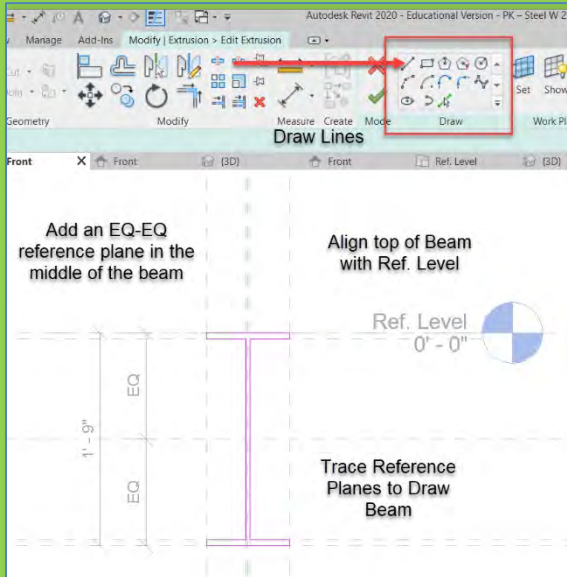 Autodesk Revit 2020 - Educational Version - PK – Steel W 2
Manage Add-Ins Modify | Extrusion > Edit Extrusion
Set Show
Geometry Modify Measure Create Mode Draw Work Pl
Draw Lines
Front Front (3D) Front Ref. Level (3D)
Add an EQ-EQ
reference plane in the
middle of the beam
Align top of Beam
with Ref. Level
Ref. Level
0' - 0"
EQ
1' - 9"
EQ
Trace Reference
Planes to Draw
Beam